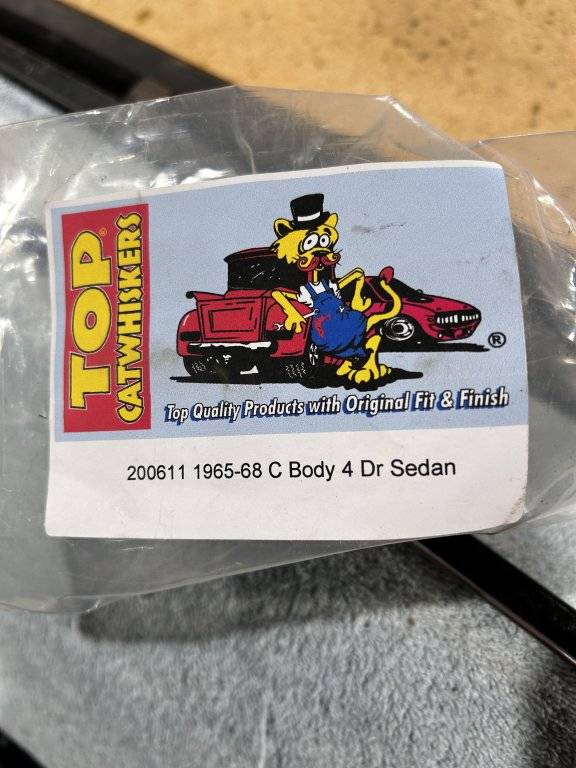 TOP®
CATWHISKERS
®
Top Quality Products with Original Fit & Finish
200611 1965-68 C Body 4 Dr Sedan